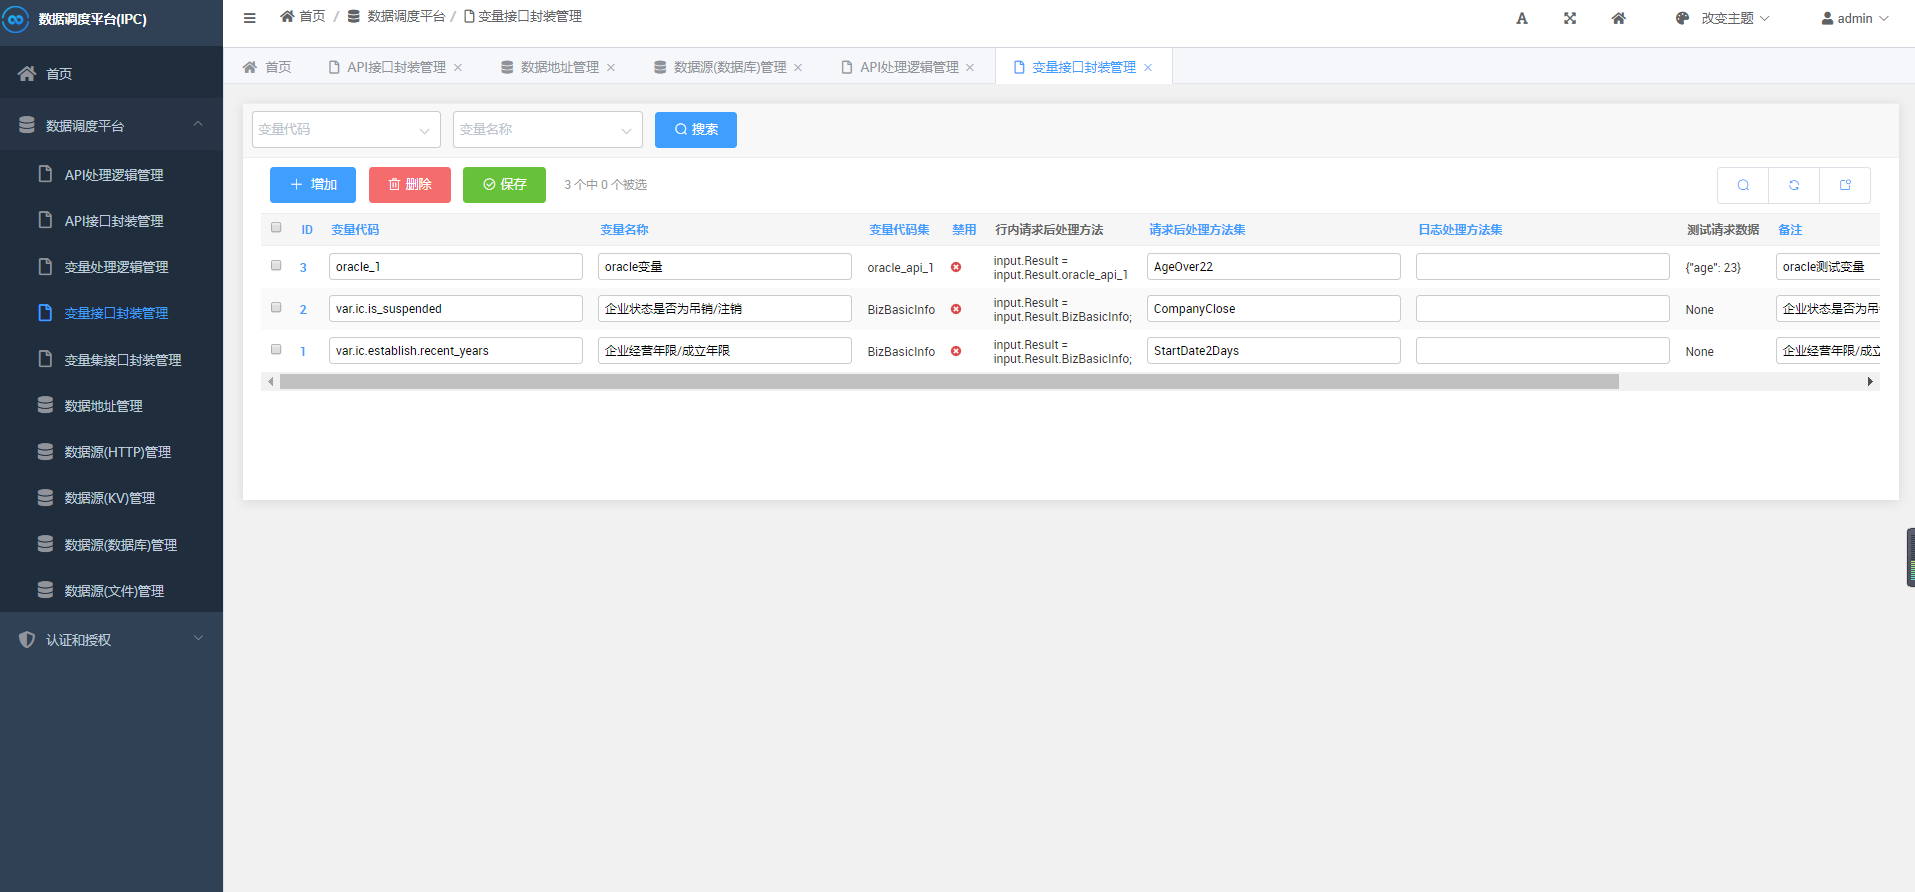 数据调度平台(IPC)
首页 / 数据调度平台 / 变量接口封装管理
A
改变主题
admin
首页
数据调度平台
API处理逻辑管理
API接口封装管理
变量处理逻辑管理
变量接口封装管理
变量集接口封装管理
数据地址管理
数据源(HTTP)管理
数据源(KV)管理
数据源(数据库)管理
数据源(文件)管理
认证和授权
首页 API接口封装管理 数据地址管理 数据源(数据库)管理 API处理逻辑管理 变量接口封装管理
变量代码 变量名称 搜索
增加 删除 保存 3 个中 0 个被选
ID 变量代码 变量名称 变量代码集 禁用 行内请求后处理方法 请求后处理方法集 日志处理方法集 测试请求数据 备注
3 oracle_1 oracle变量 oracle_api_1 input.Result = input.Result.oracle_api_1 AgeOver22 {"age": 23} oracle测试变量
2 var.ic.is_suspended 企业状态是否为吊销/注销 BizBasicInfo input.Result = input.Result.BizBasicInfo; CompanyClose None 企业状态是否为吊
1 var.ic.establish.recent_years 企业经营年限/成立年限 BizBasicInfo input.Result = input.Result.BizBasicInfo; StartDate2Days None 企业经营年限/成立